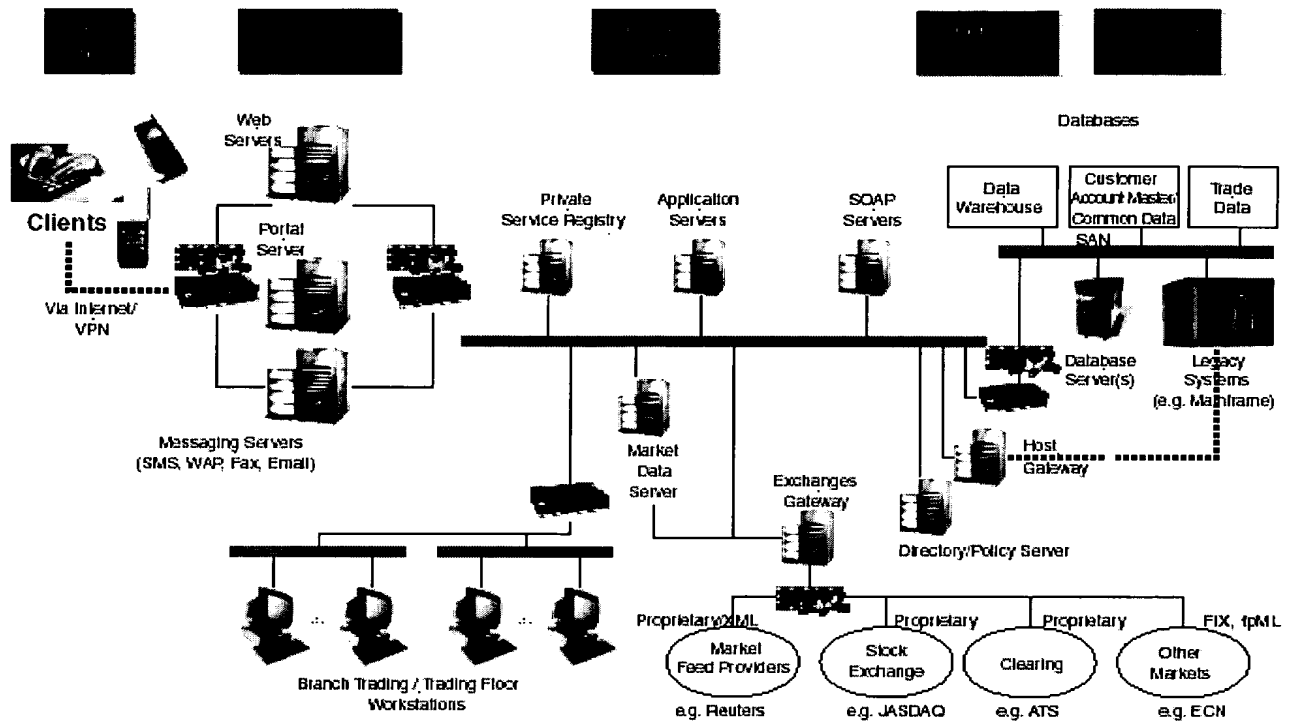 Web
Servers
Databases
Clients
Portal
Server
Private
Service Registry
Application
Servers
SOAP
Servers
Data
Warehouse
Customer
Account Master/
Common Data
Trade
Data
SAN
Via Internet/
VPN
Database
Server(s)
Legacy
Systems
(e.g. Mainframe)
Messaging Servers
(SMS, WAP, Fax, Email)
Market
Data
Server
Host
Gateway
Exchanges
Gateway
Directory/Policy Server
Branch Trading / Trading Floor
Workstations
Proprietary/XML
Proprietary
Proprietary
FIX, fpML
Market
Feed Providers
Stock
Exchange
Clearing
Other
Markets
e.g. Reuters
e.g. JASDAQ
e.g. ATS
e.g. ECN